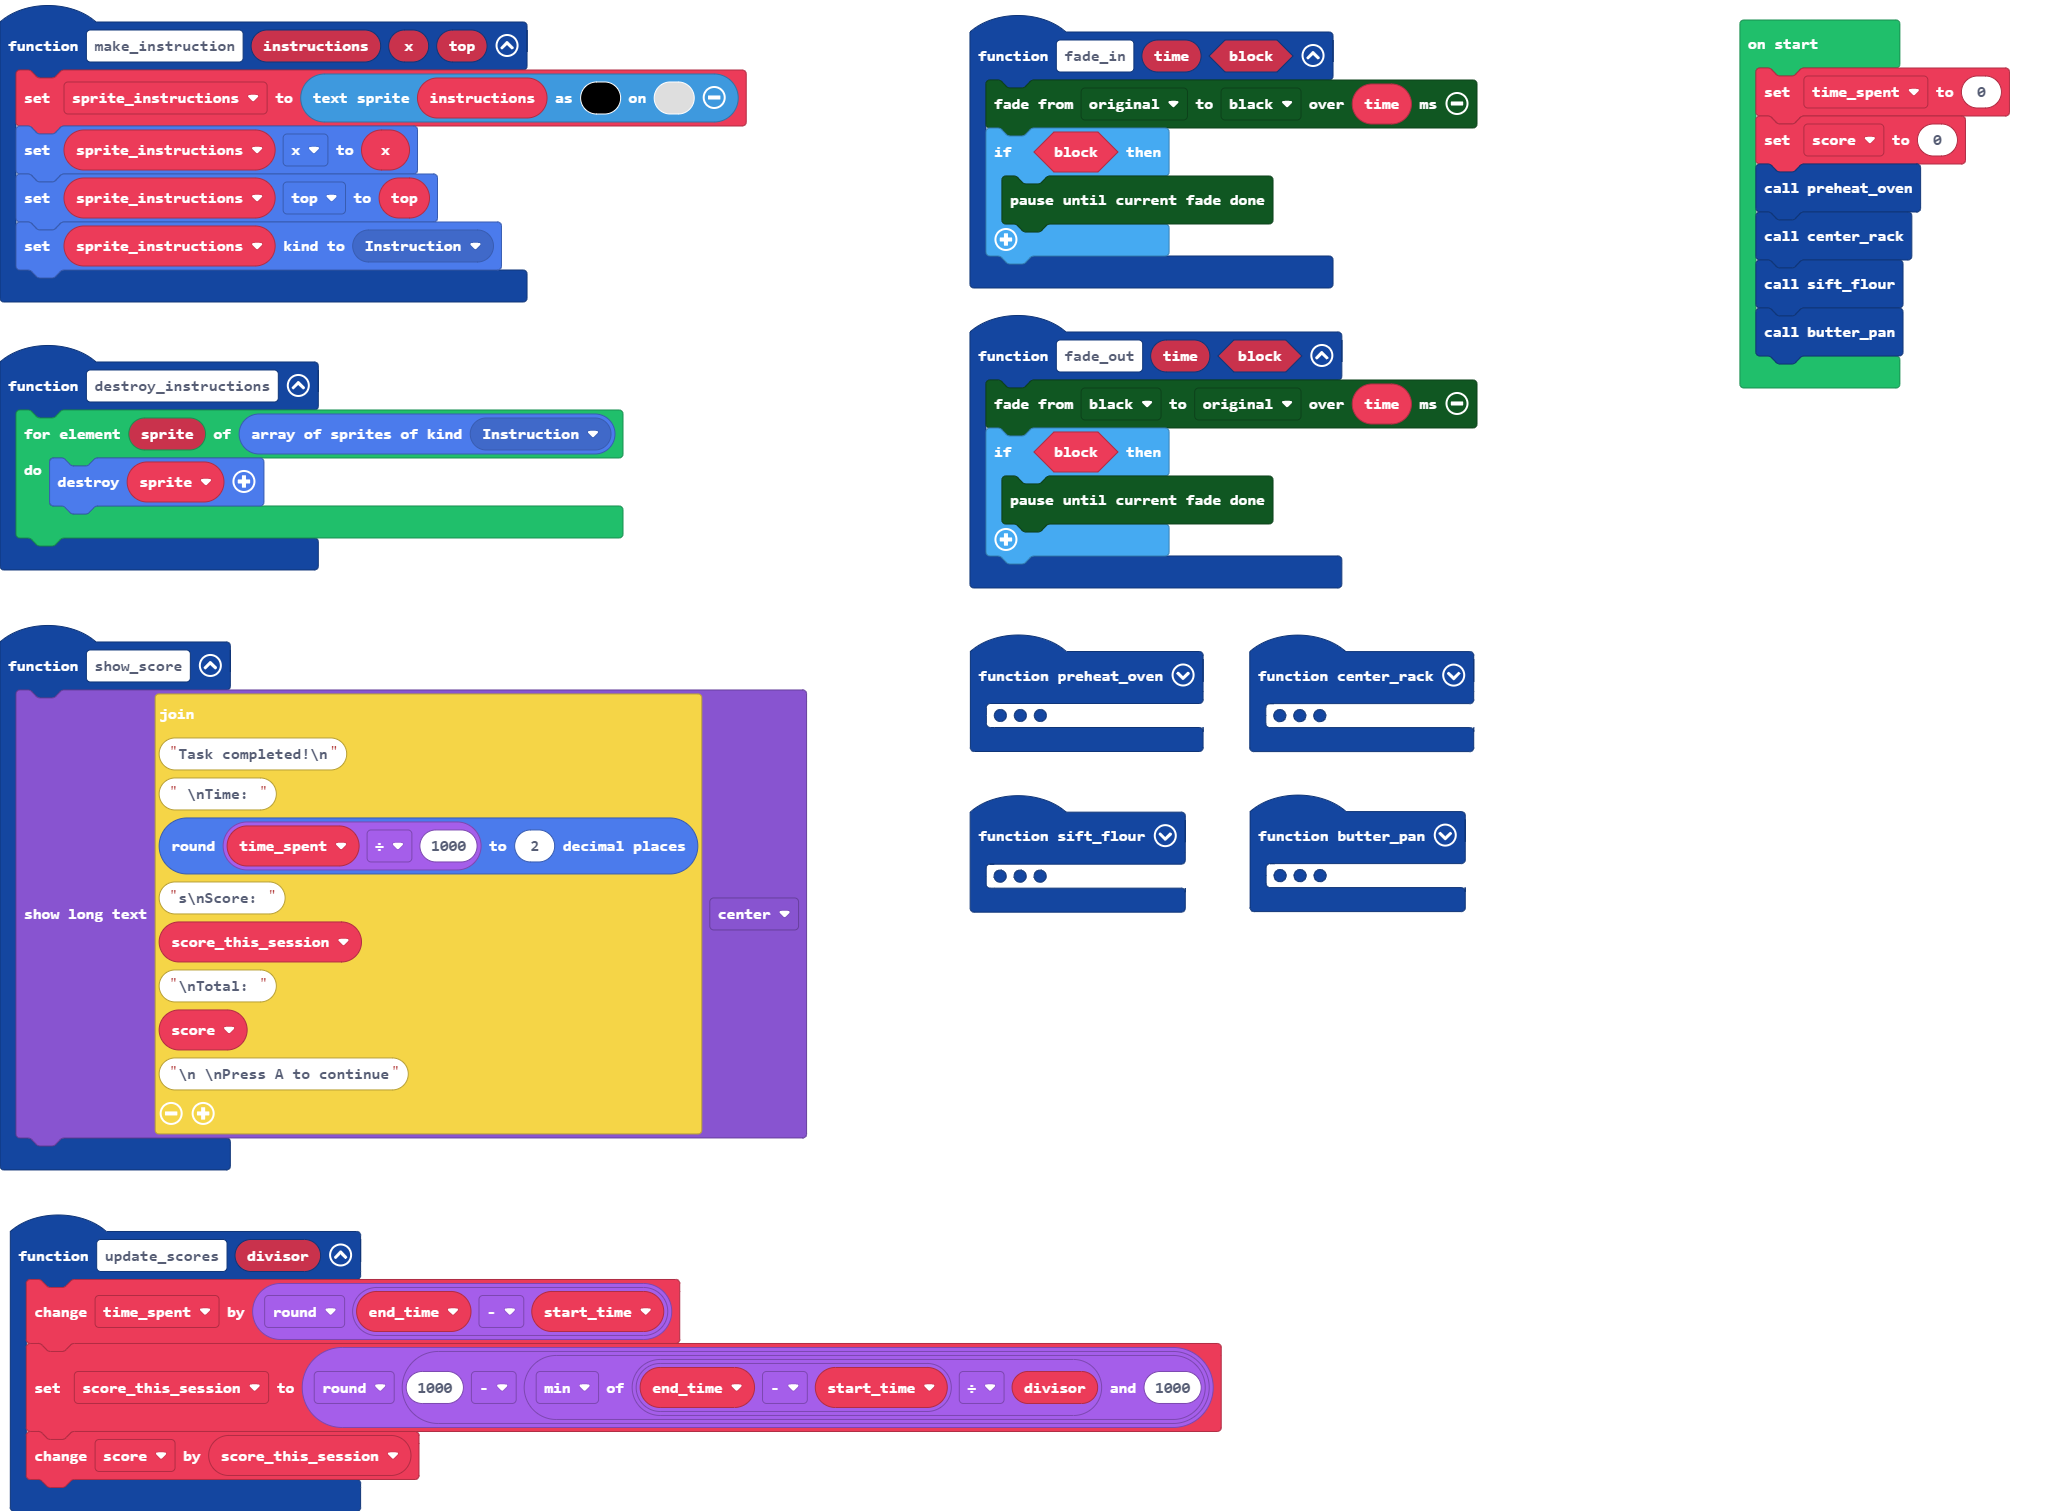 function make_instruction instructions x top
set sprite_instructions to text sprite instructions as on
set sprite_instructions x to x
set sprite_instructions top to top
set sprite_instructions kind to Instruction
function destroy_instructions
for element sprite of array of sprites of kind Instruction
do destroy sprite
function show_score
show long text
join
"Task completed!\n"
" \nTime: "
round time_spent ÷ 1000 to 2 decimal places
"s\nScore: "
score_this_session
"\nTotal: "
score
"\n \nPress A to continue"
center
function update_scores divisor
change time_spent by round end_time - start_time
set score_this_session to round 1000 - min of end_time - start_time ÷ divisor and 1000
change score by score_this_session
function fade_in time block
fade from original to black over time ms
if block then
pause until current fade done
function fade_out time block
fade from black to original over time ms
if block then
pause until current fade done
function preheat_oven
function center_rack
function sift_flour
function butter_pan
on start
set time_spent to 0
set score to 0
call preheat_oven
call center_rack
call sift_flour
call butter_pan